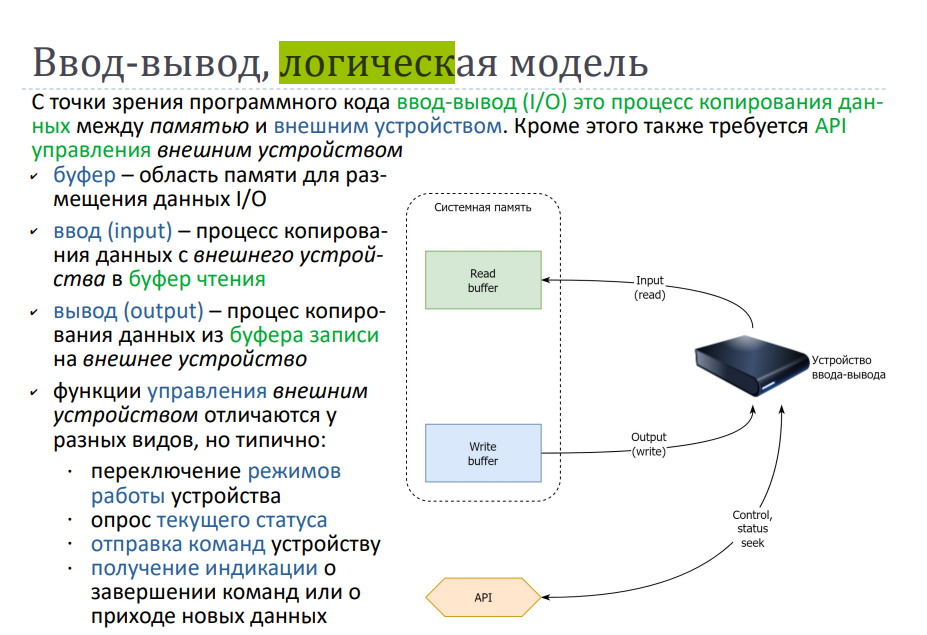 Ввод-вывод, логическая модель
С точки зрения программного кода ввод-вывод (I/O) это процесс копирования дан-
ных между памятью и внешним устройством. Кроме этого также требуется API
управления внешним устройством
✔ буфер – область памяти для раз-
мещения данных I/O
✔ ввод (input) – процесс копирова-
ния данных с внешнего устрой-
ства в буфер чтения
✔ вывод (output) – процес копиро-
вания данных из буфера записи
на внешнее устройство
✔ функции управления внешним
устройством отличаются у
разных видов, но типично:
· переключение режимов
работы устройства
· опрос текущего статуса
· отправка команд устройству
· получение индикации о
завершении команд или о
приходе новых данных
Системная память
Read
buffer
Input
(read)
Устройство
ввода-вывода
Write
buffer
Output
(write)
Control,
status
seek
API